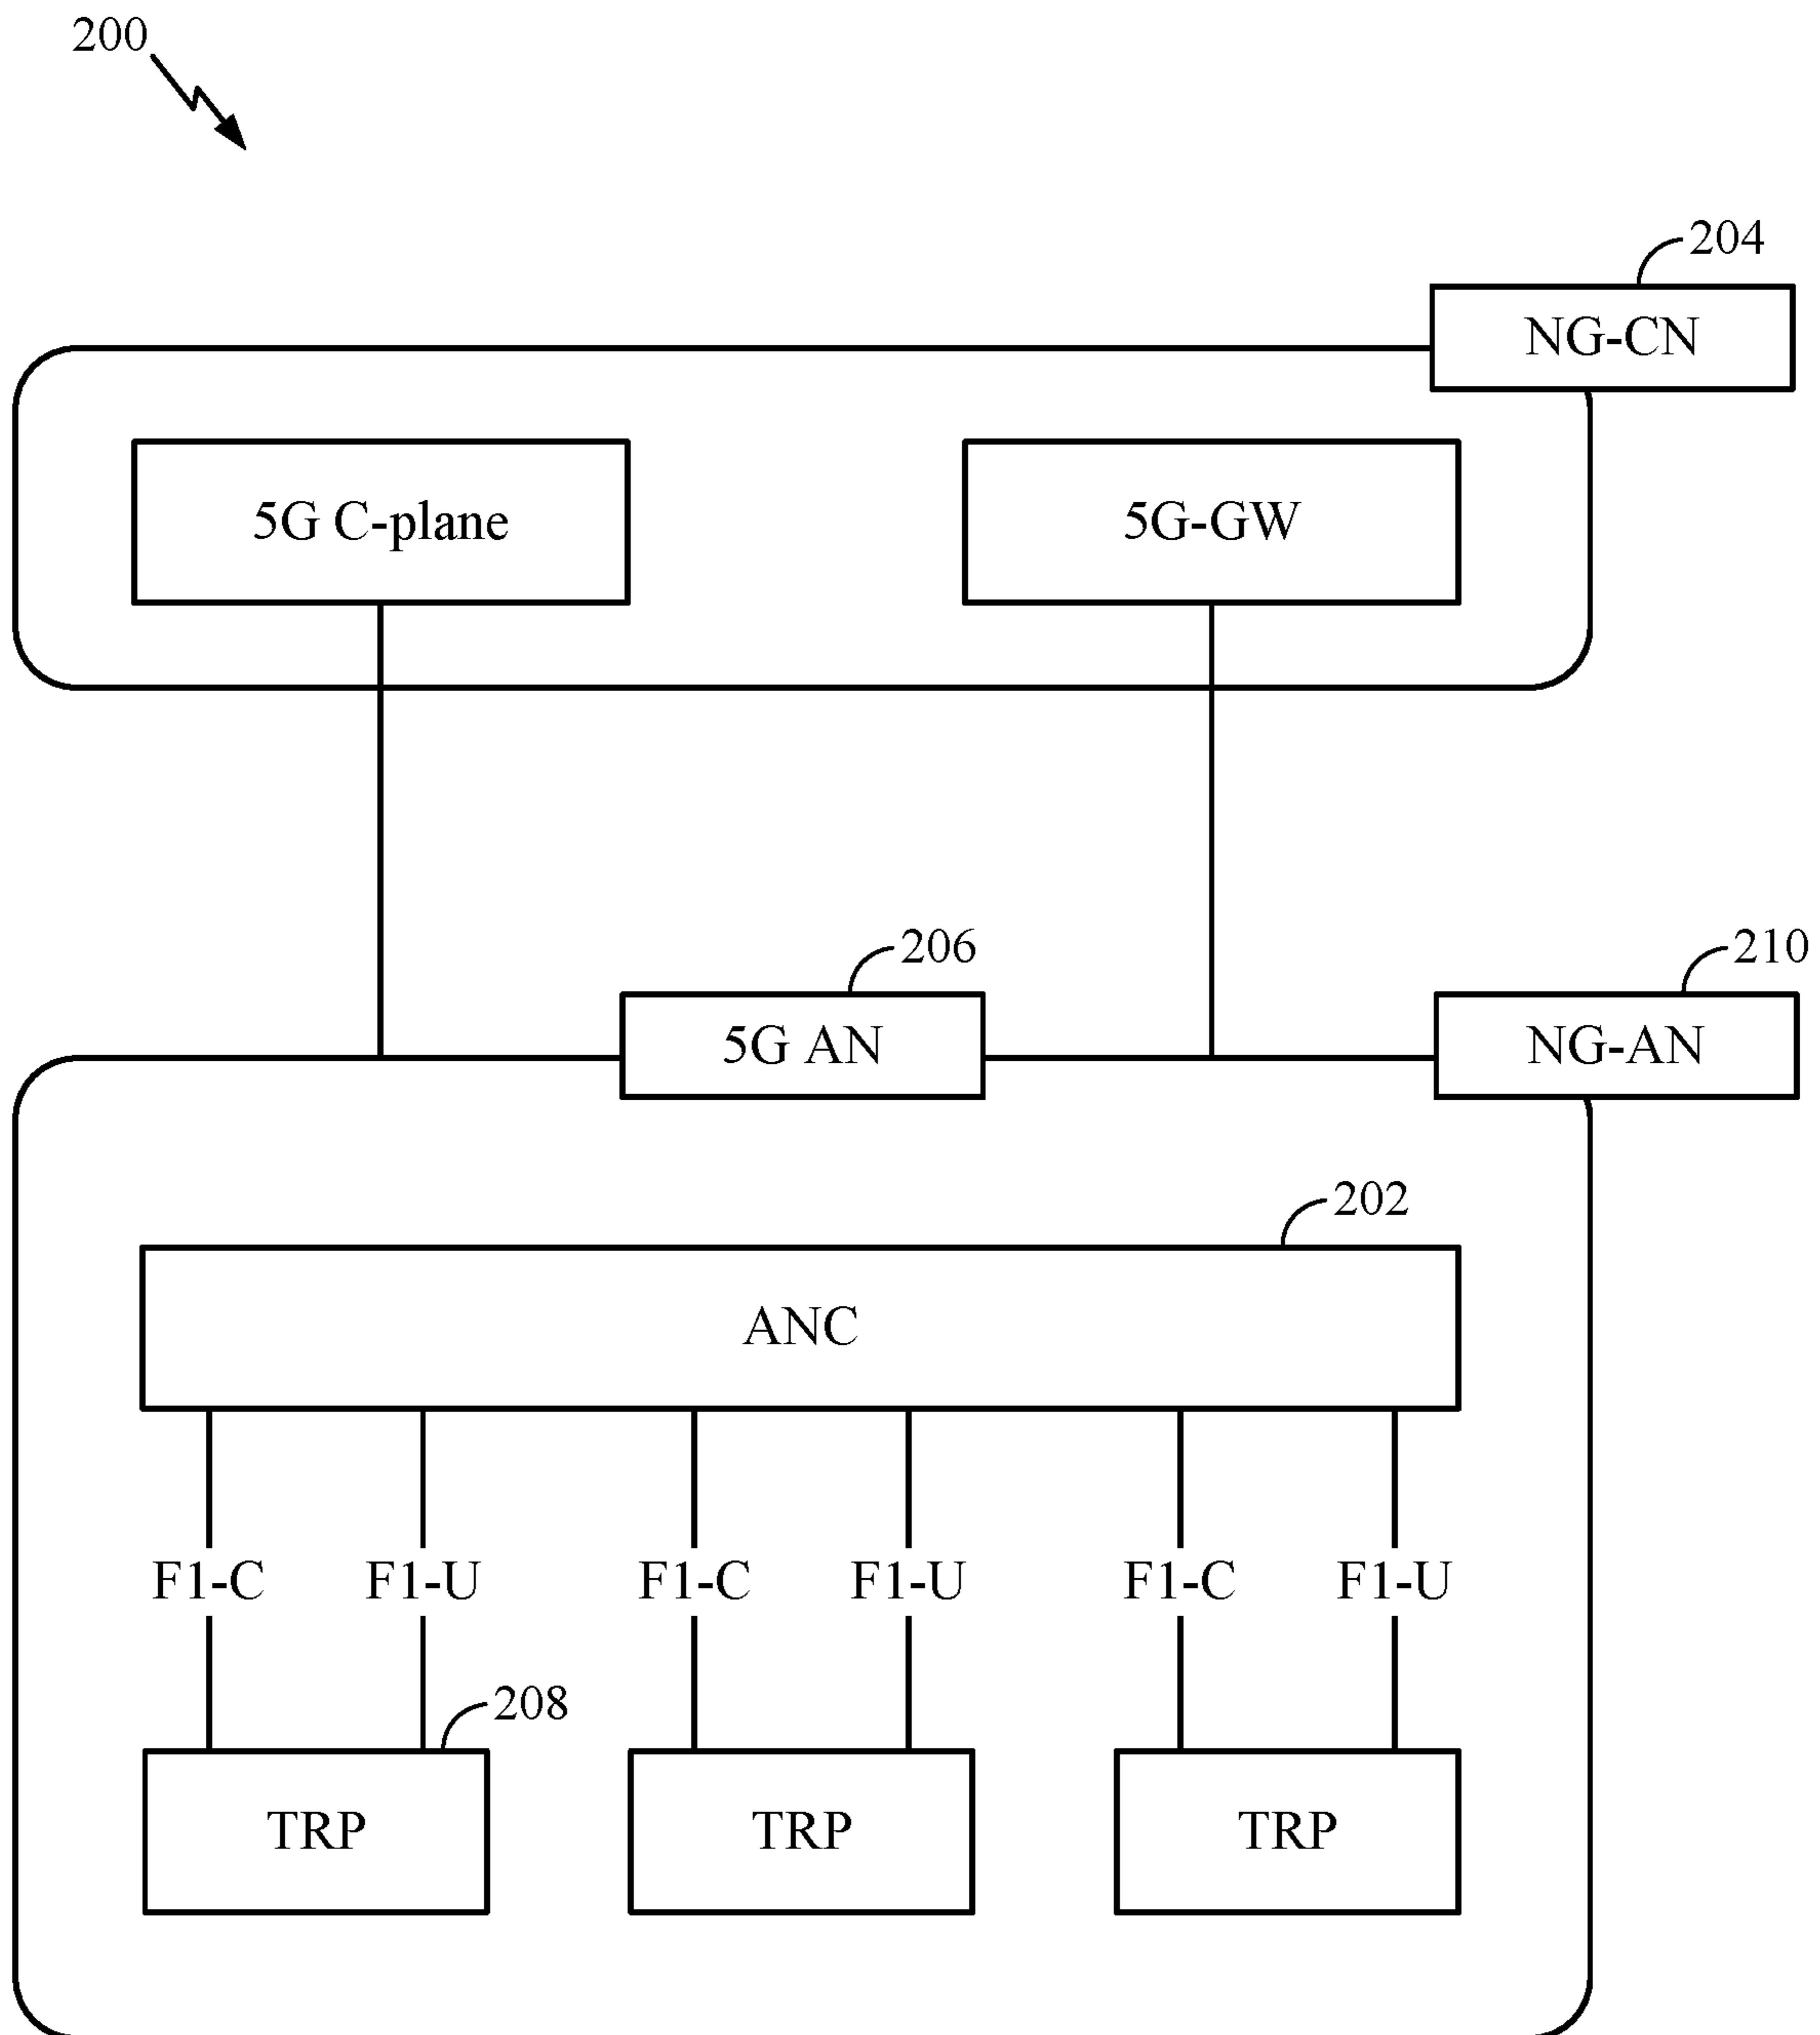 200
204
NG-CN
5G C-plane
5G-GW
206
210
5G AN
NG-AN
202
ANC
F1-C F1-U F1-C F1-U F1-C F1-U
208
TRP TRP TRP